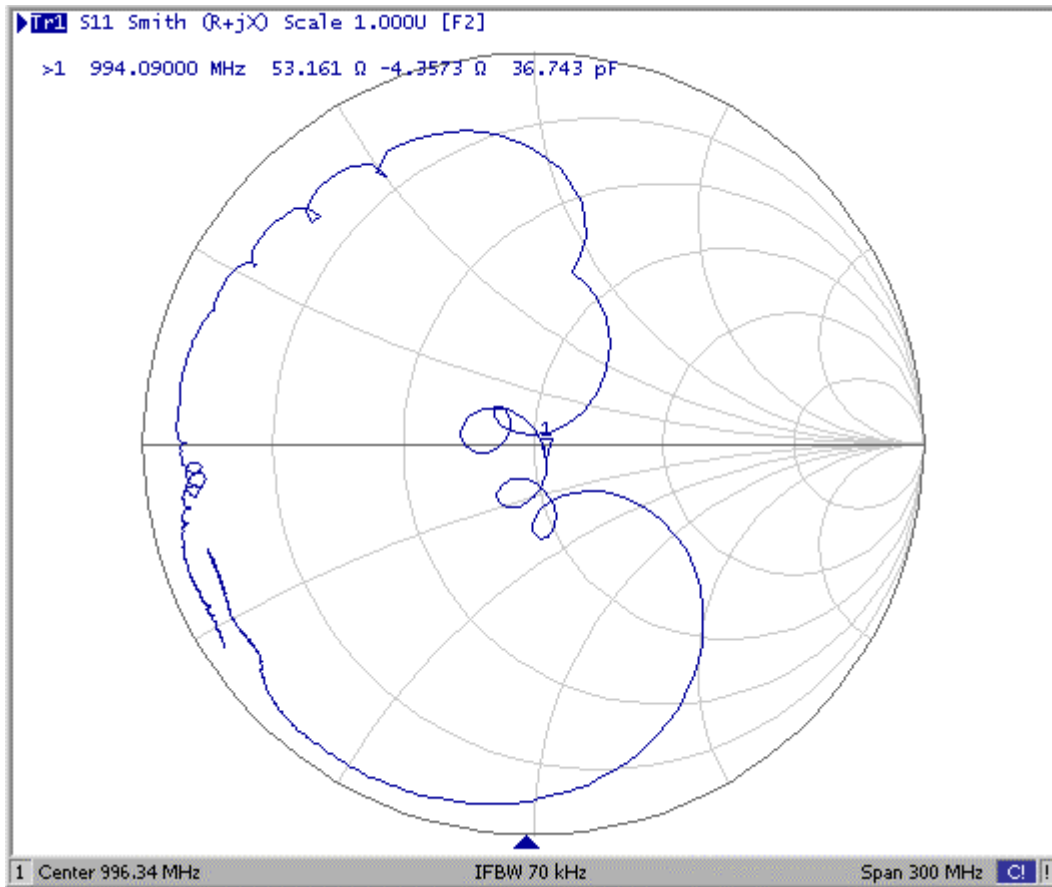 Tr1 S11 Smith (R+jX) Scale 1.000U [F2]
>1 994.09000 MHz 53.161 Ω -4.3573 Ω 36.743 pF
1
1 Center 996.34 MHz IFBW 70 kHz Span 300 MHz C! !